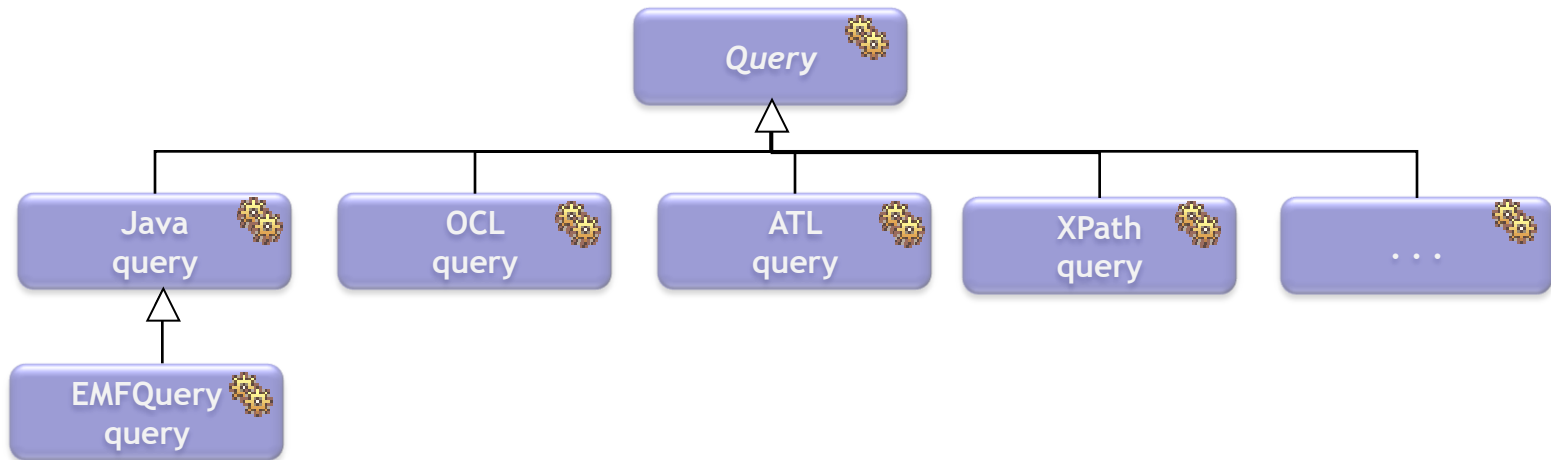 Query
Java
query
OCL
query
ATL
query
XPath
query
. . .
EMFQuery
query